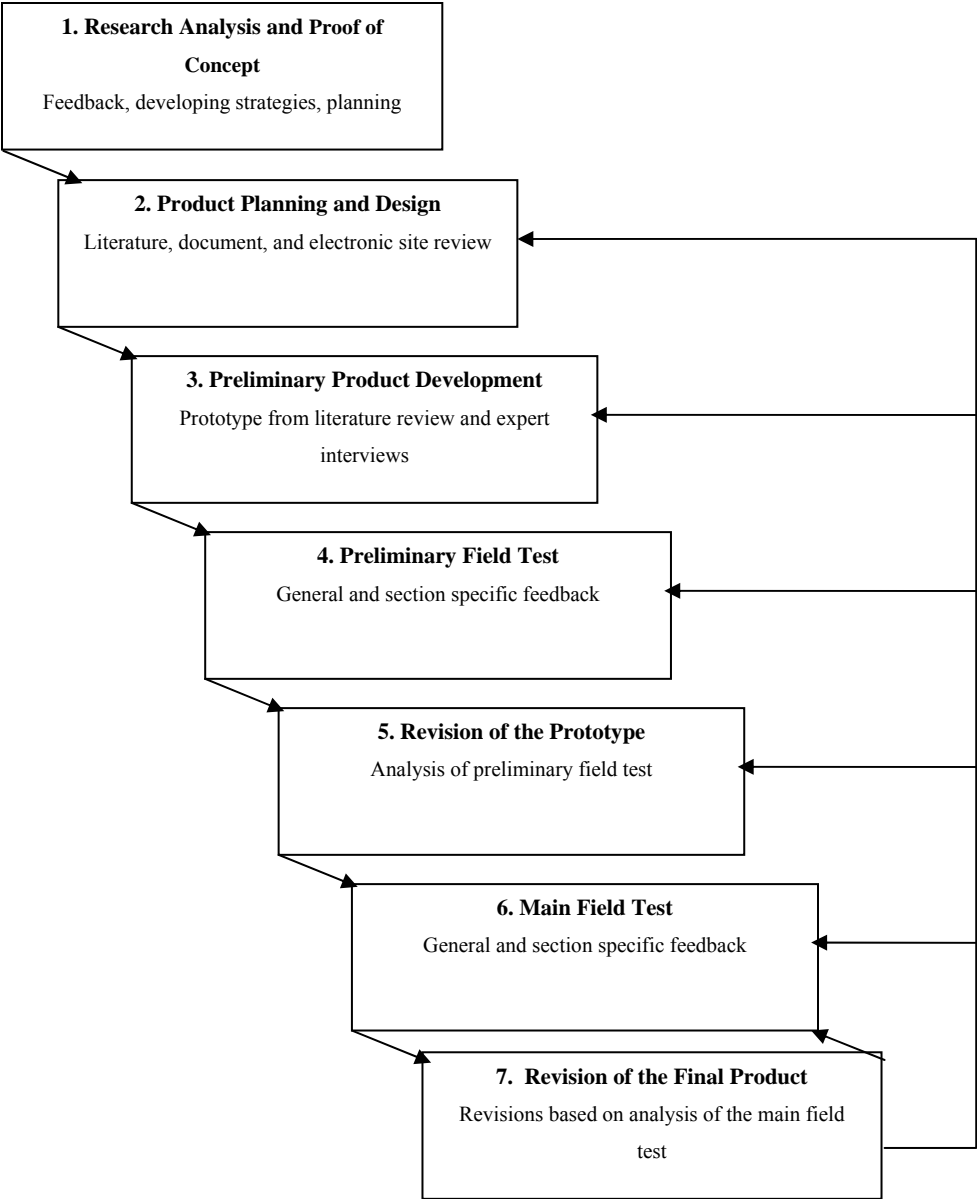 1. Research Analysis and Proof of
Concept
Feedback, developing strategies, planning
2. Product Planning and Design
Literature, document, and electronic site review
3. Preliminary Product Development
Prototype from literature review and expert
interviews
4. Preliminary Field Test
General and section specific feedback
5. Revision of the Prototype
Analysis of preliminary field test
6. Main Field Test
General and section specific feedback
7. Revision of the Final Product
Revisions based on analysis of the main field
test